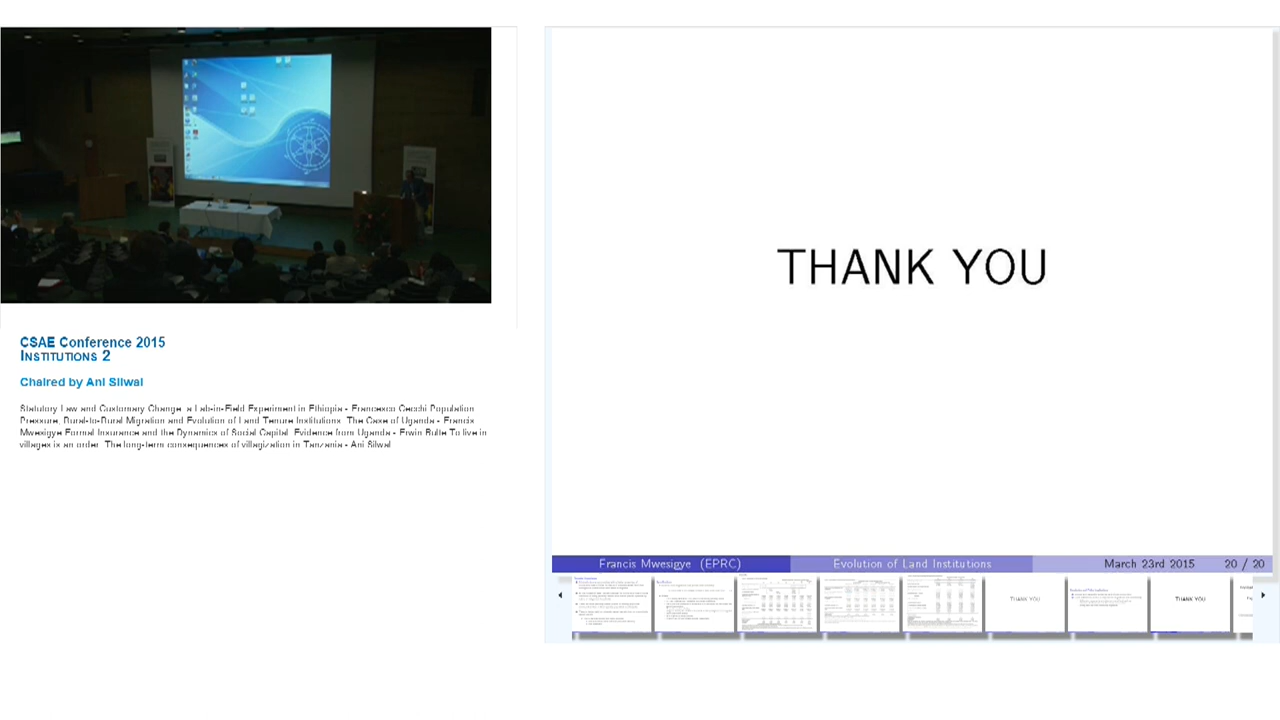 CSAE Conference 2015
INSTITUTIONS 2
Chaired by Ani Silwal
Statutory Law and Customary Change: a Lab-in-Field Experiment in Ethiopia - Francesco Cecchi Population
Pressure, Rural-to-Rural Migration and Evolution of Land Tenure Institutions: The Case of Uganda - Francis
Mwesigye Formal Insurance and the Dynamics of Social Capital: Evidence from Uganda - Erwin Bulte To live in
villages is an order: The long-term consequences of villagization in Tanzania - Ani Silwal
THANK YOU
Francis Mwesigye (EPRC) Evolution of Land Institutions March 23rd 2015 20 / 20
THANK YOU
THANK YOU